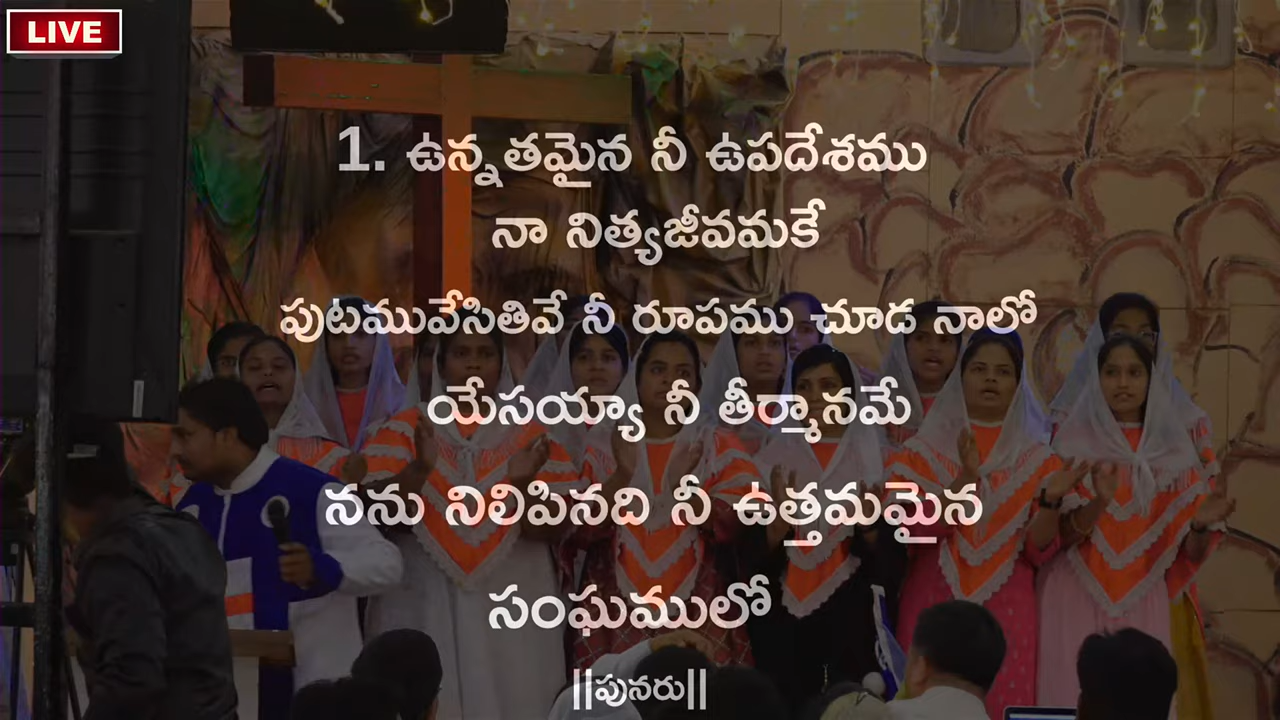 LIVE
1. ఉన్నతమైన నీ ఉపదేశము
నా నిత్యజీవమకే
పుటమువేసితివే నీ రూపము చూడ నాలో
యేసయ్యా నీ తీర్మానమే
నను నిలిపినది నీ ఉత్తమమైన
సంఘములో
||పునరు||